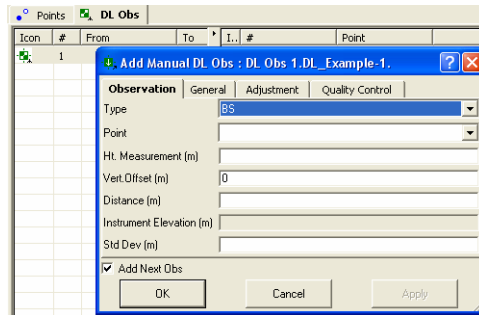 Points DL Obs
Icon # From To I.. # Point
1
Add Manual DL Obs : DL Obs 1.DL_Example-1.
Observation General Adjustment Quality Control
Type BS
Point
Ht. Measurement (m)
Vert.Offset (m) 0
Distance (m)
Instrument Elevation (m)
Std Dev (m)
Add Next Obs
OK Cancel Apply